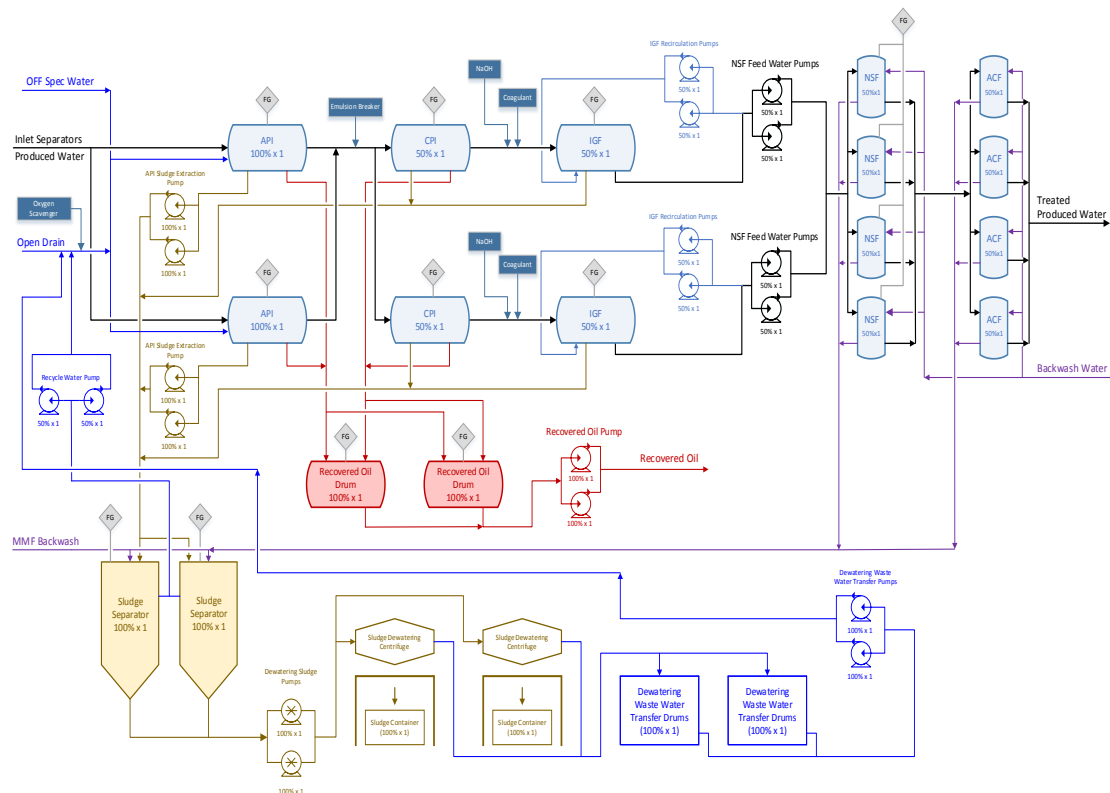 FG
IGF Recirculation Pumps
NSF Feed Water Pumps
OFF Spec Water
NaOH
Coagulant
Emulsion Breaker
FG
FG
FG
50% x 1
50% x 1
50% x 1
50% x 1
NSF
50%x1
ACF
50%x1
Inlet Separators
Produced Water
API
100% x 1
CPI
50% x 1
IGF
50% x 1
NSF
50%x1
ACF
50%x1
API Sludge Extraction
Pump
100% x 1
100% x 1
Oxygen
Scavenger
Open Drain
IGF Recirculation Pumps
NSF Feed Water Pumps
NaOH
Coagulant
FG
FG
FG
50% x 1
50% x 1
50% x 1
50% x 1
NSF
50%x1
ACF
50%x1
Treated
Produced Water
API
100% x 1
CPI
50% x 1
IGF
50% x 1
NSF
50%x1
ACF
50%x1
API Sludge Extraction
Pump
100% x 1
100% x 1
Recycle Water Pump
50% x 1
50% x 1
Backwash Water
FG
FG
Recovered Oil
Drum
100% x 1
Recovered Oil
Drum
100% x 1
Recovered Oil Pump
100% x 1
100% x 1
Recovered Oil
FG
FG
MMF Backwash
Sludge
Separator
100% x 1
Sludge
Separator
100% x 1
Dewatering Sludge
Pumps
100% x 1
100% x 1
Sludge Dewatering
Centrifuge
Sludge Dewatering
Centrifuge
Sludge Container
(100% x 1)
Sludge Container
(100% x 1)
Dewatering
Waste Water
Transfer Drums
(100% x 1)
Dewatering
Waste Water
Transfer Drums
(100% x 1)
Dewatering Waste
Water Transfer Pumps
100% x 1
100% x 1